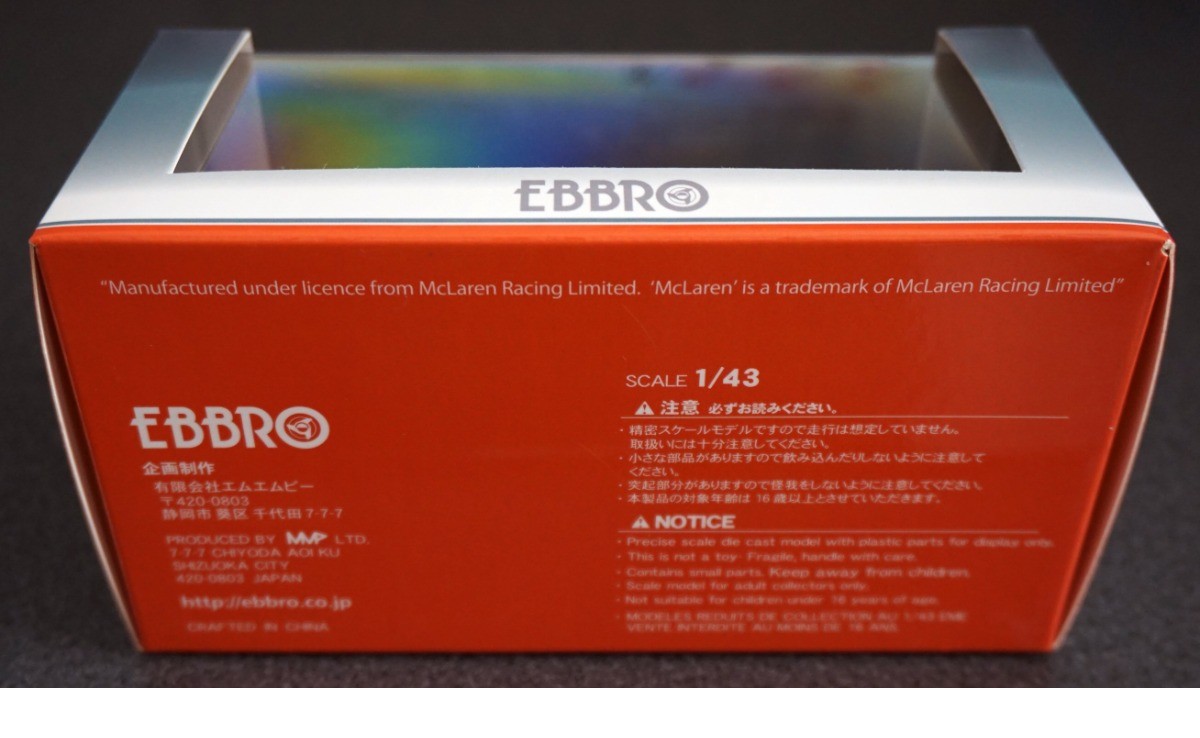 EBBRO
“Manufactured under licence from McLaren Racing Limited. ‘McLaren’ is a trademark of McLaren Racing Limited”
EBBRO
企画制作
有限会社エムエムピー
〒420-0803
静岡市 葵区 千代田 7-7-7
PRODUCED BY MMP LTD.
7-7-7 CHIYODA AOI KU
SHIZUOKA CITY
420-0803 JAPAN
http://ebbro.co.jp
CRAFTED IN CHINA
SCALE 1/43
⚠ 注意 必ずお読みください。
・精密スケールモデルですので走行は想定していません。
取扱いには十分注意してください。
・小さな部品がありますので飲み込んだりしないように注意して
ください。
・突起部分がありますので怪我をしないように注意してください。
・本製品の対象年齢は 16 歳以上とさせていただきます。
⚠ NOTICE
・Precise scale die cast model with plastic parts for display only.
・This is not a toy. Fragile, handle with care.
・Contains small parts. Keep away from children.
・Scale model for adult collectors only.
・Not suitable for children under 16 years of age.
・MODELES REDUITS DE COLLECTION AU 1/43 EME
VENTE INTERDITE AU MOINS DE 16 ANS